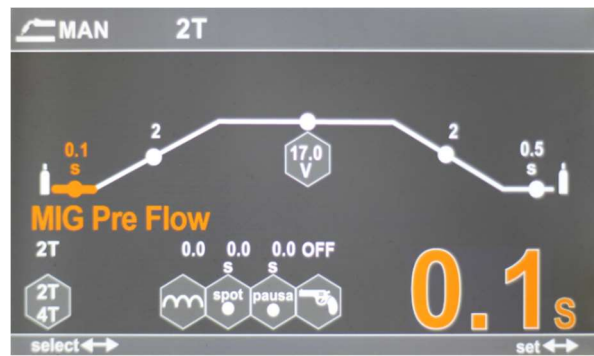 MAN 2T
2 2
0.1 17.0 0.5
s V s
MIG Pre Flow
2T 0.0 0.0 0.0 OFF
s s
2T spot pausa
4T
0.1 s
select set